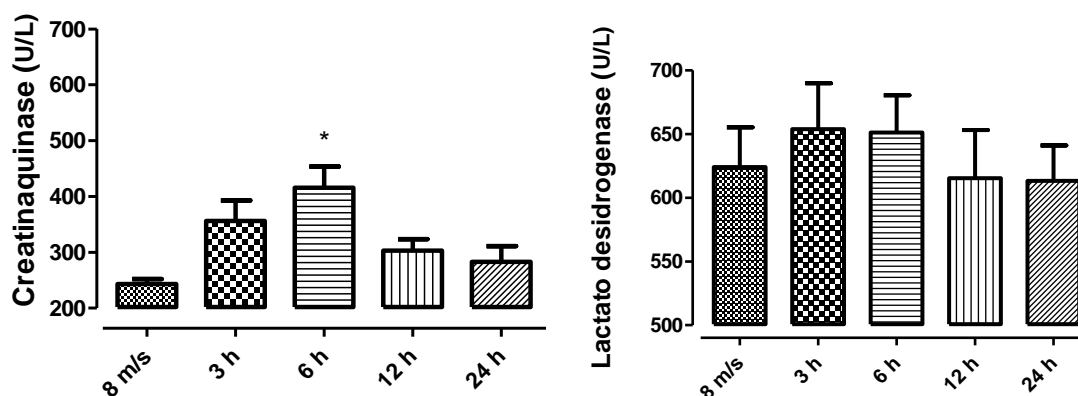 Creatinaquinase (U/L)
700
600
500
400
300
200
*
8 m/s
3 h
6 h
12 h
24 h
Lactato desidrogenase (U/L)
700
650
600
550
500
8 m/s
3 h
6 h
12 h
24 h